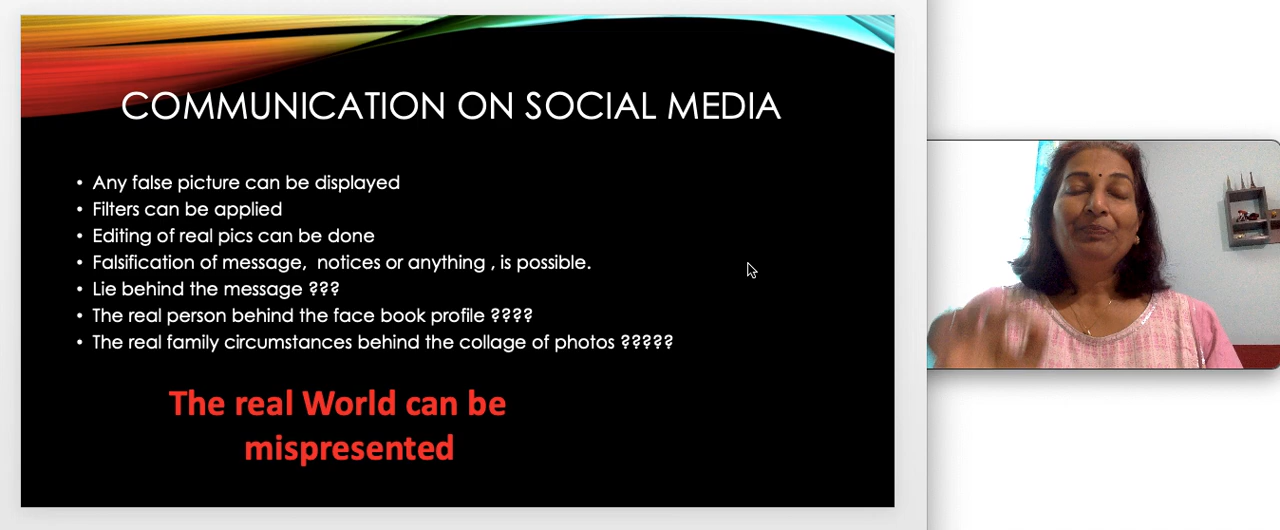 COMMUNICATION ON SOCIAL MEDIA
• Any false picture can be displayed
• Filters can be applied
• Editing of real pics can be done
• Falsification of message,  notices or anything , is possible.
• Lie behind the message ???
• The real person behind the face book profile ????
• The real family circumstances behind the collage of photos ?????
The real World can be
mispresented